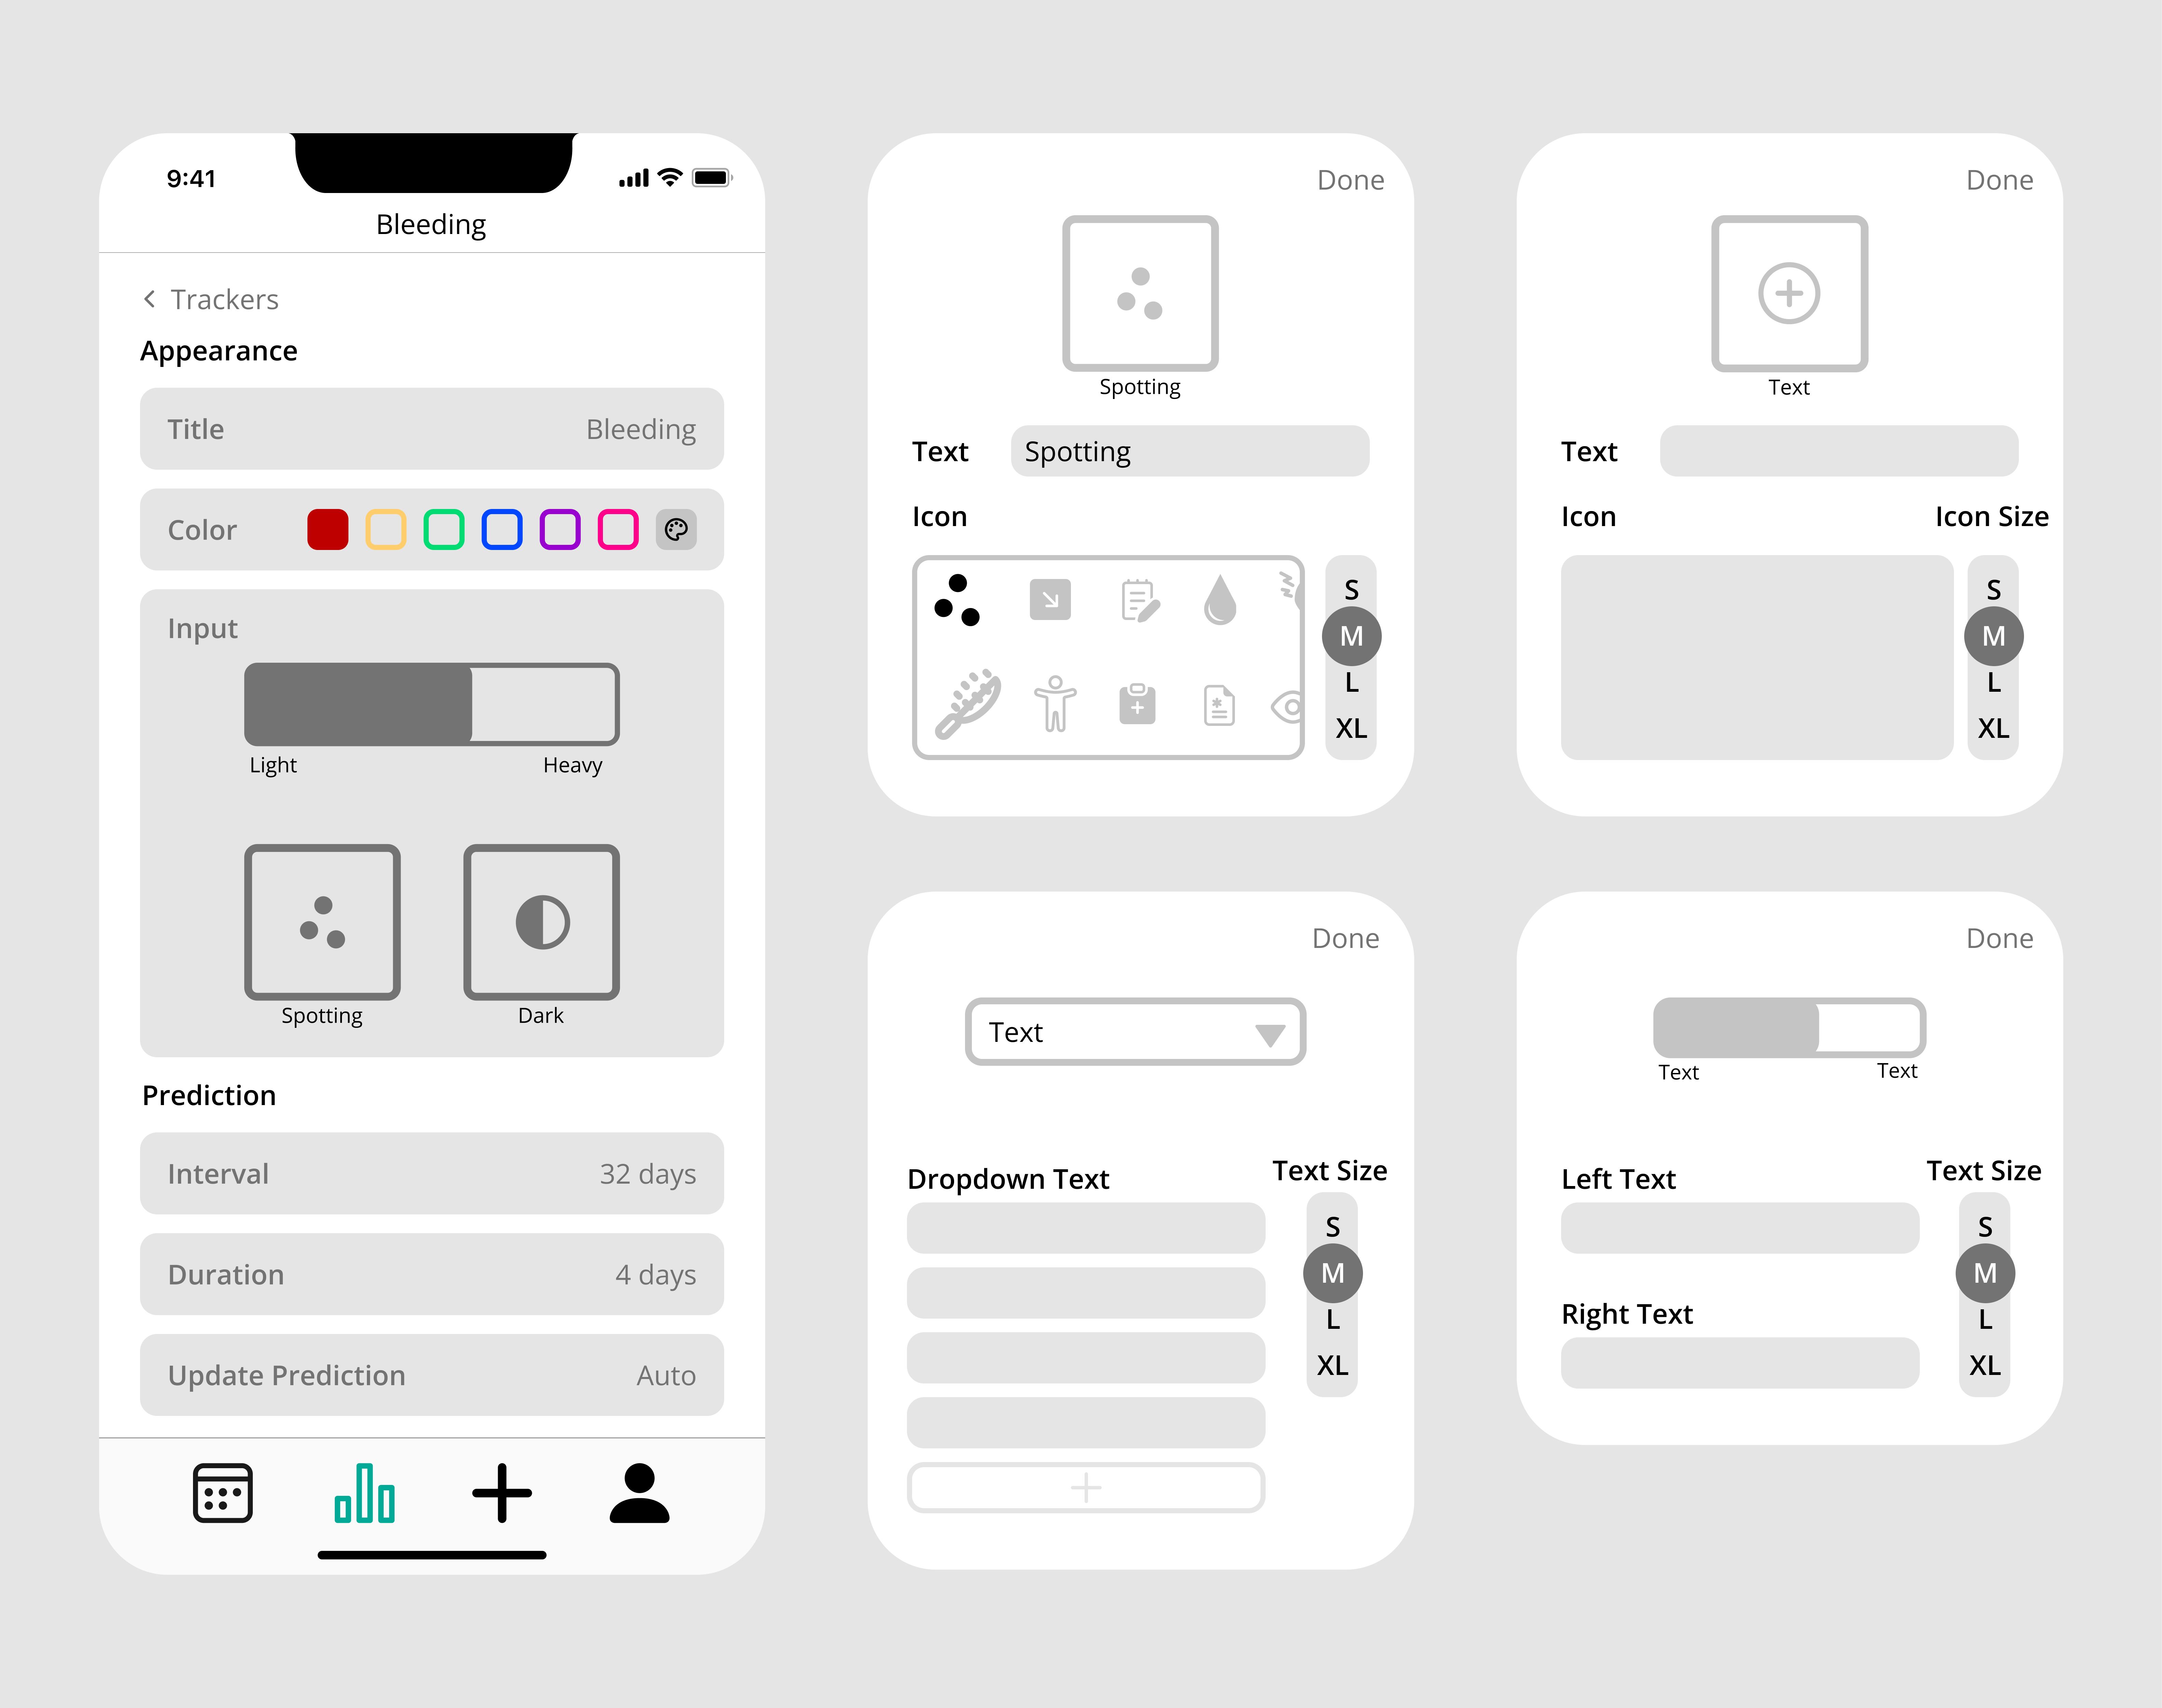 9:41
Bleeding
Trackers
Appearance
Title Bleeding
Color
Input
Light Heavy
Spotting Dark
Prediction
Interval 32 days
Duration 4 days
Update Prediction Auto
Done
Spotting
Text Spotting
Icon
S
M
L
XL
Done
Text
Text
Icon Icon Size
S
M
L
XL
Done
Text
Dropdown Text Text Size
S
M
L
XL
Done
Text Text
Left Text Text Size
S
M
L
XL
Right Text